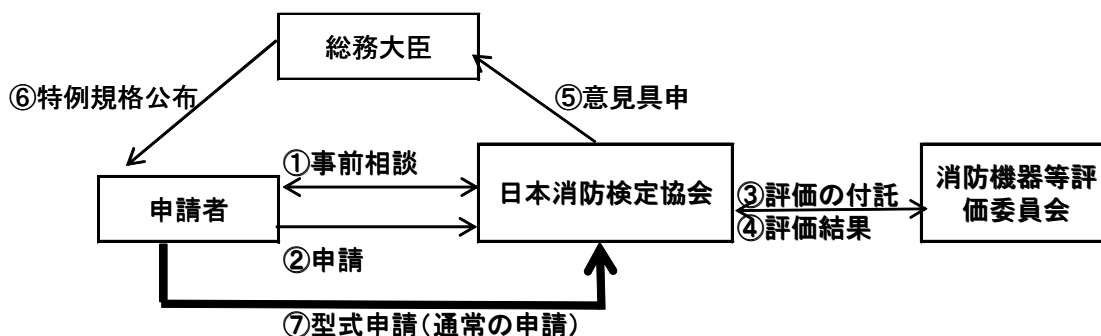 総務大臣
⑥特例規格公布
⑤意見具申
①事前相談
申請者
日本消防検定協会
③評価の付託
④評価結果
消防機器等評
価委員会
②申請
⑦型式申請(通常の申請)